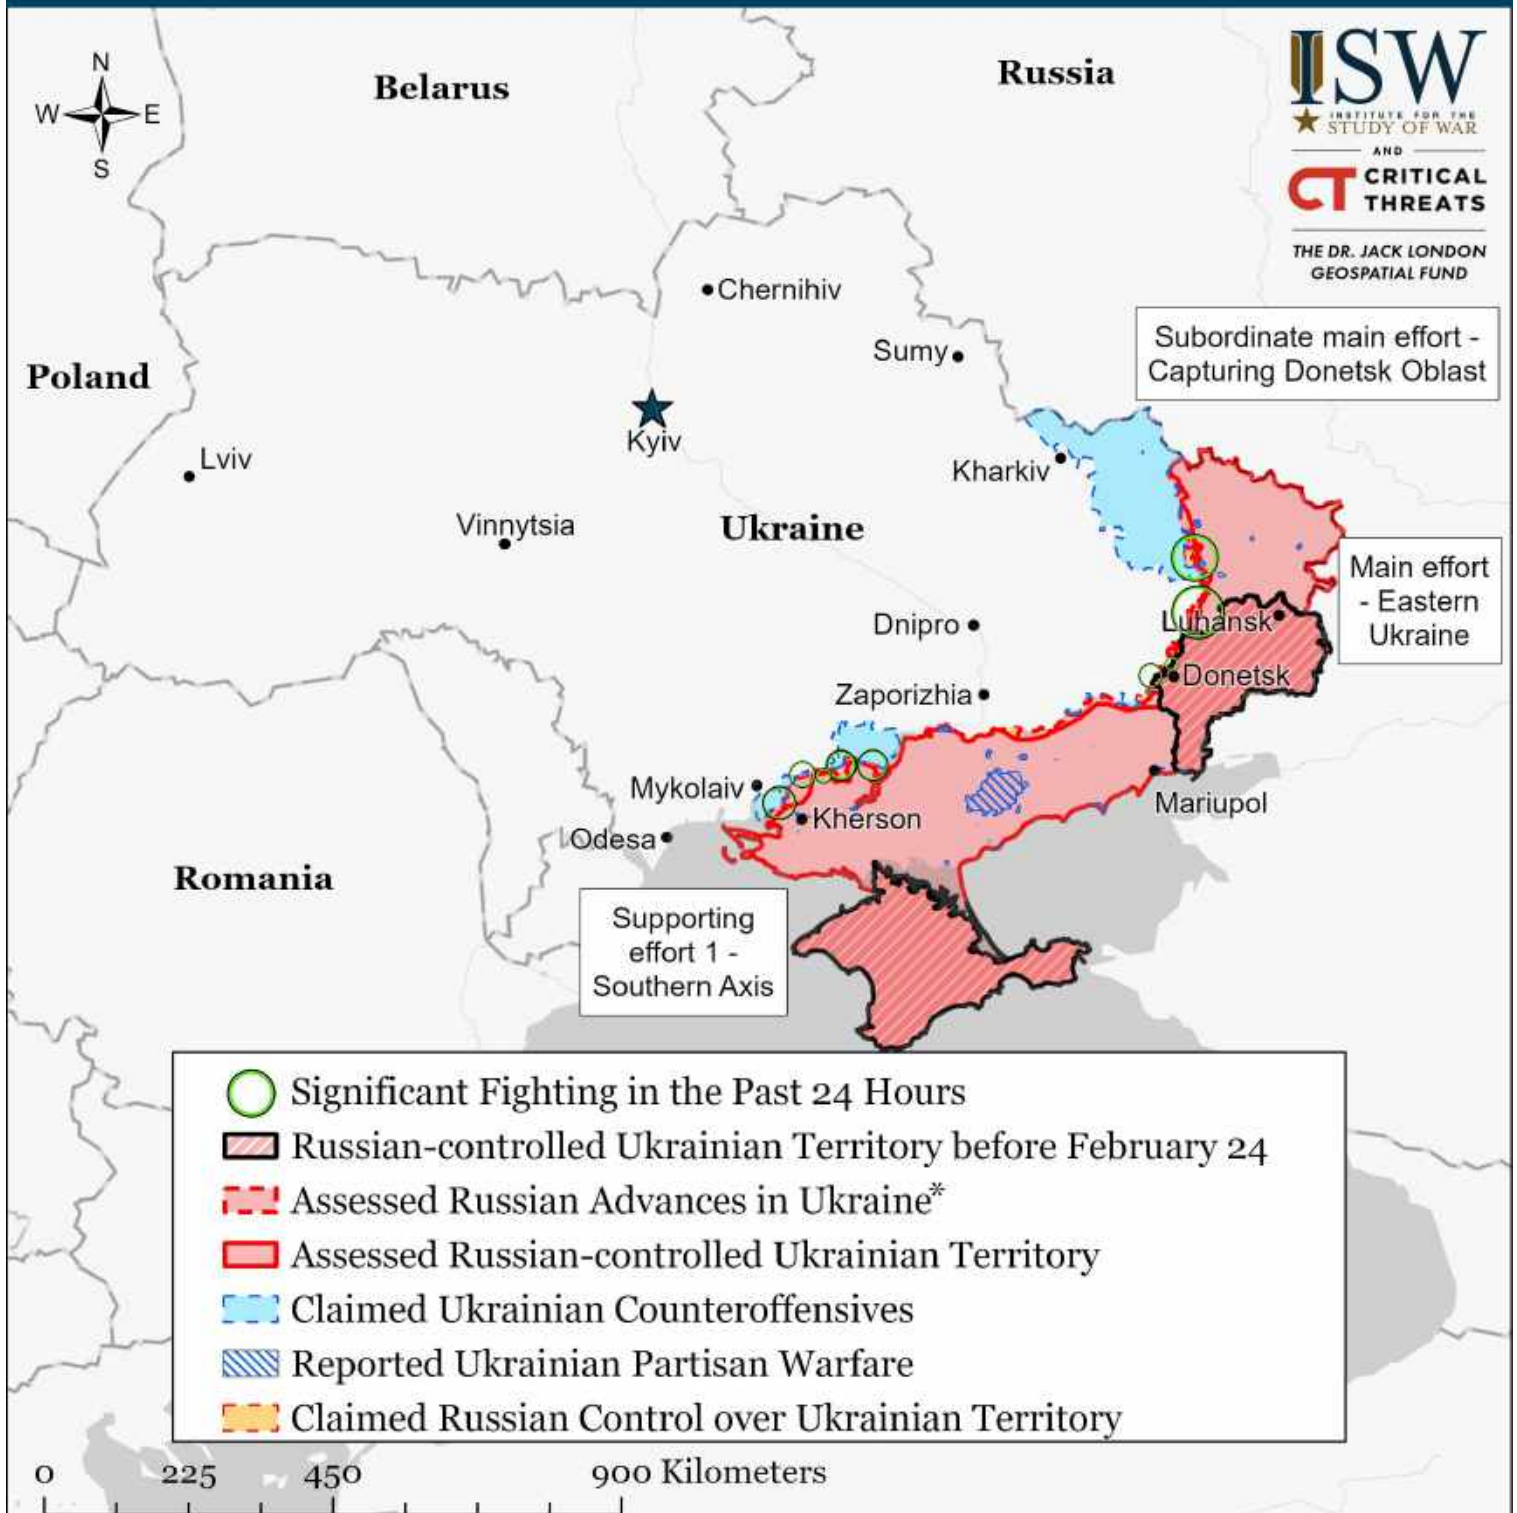 N
W E
S
Belarus
Russia
ISW
INSTITUTE FOR THE
STUDY OF WAR
AND
CT CRITICAL
THREATS
THE DR. JACK LONDON
GEOSPATIAL FUND
Chernihiv
Subordinate main effort -
Capturing Donetsk Oblast
Sumy
Poland
Kyiv
Lviv
Kharkiv
Vinnytsia
Ukraine
Main effort
- Eastern
Ukraine
Dnipro
Luhansk
Donetsk
Zaporizhia
Mykolaiv
Mariupol
Kherson
Odesa
Romania
Supporting
effort 1 -
Southern Axis
Significant Fighting in the Past 24 Hours
Russian-controlled Ukrainian Territory before February 24
Assessed Russian Advances in Ukraine*
Assessed Russian-controlled Ukrainian Territory
Claimed Ukrainian Counteroffensives
Reported Ukrainian Partisan Warfare
Claimed Russian Control over Ukrainian Territory
0 225 450 900 Kilometers